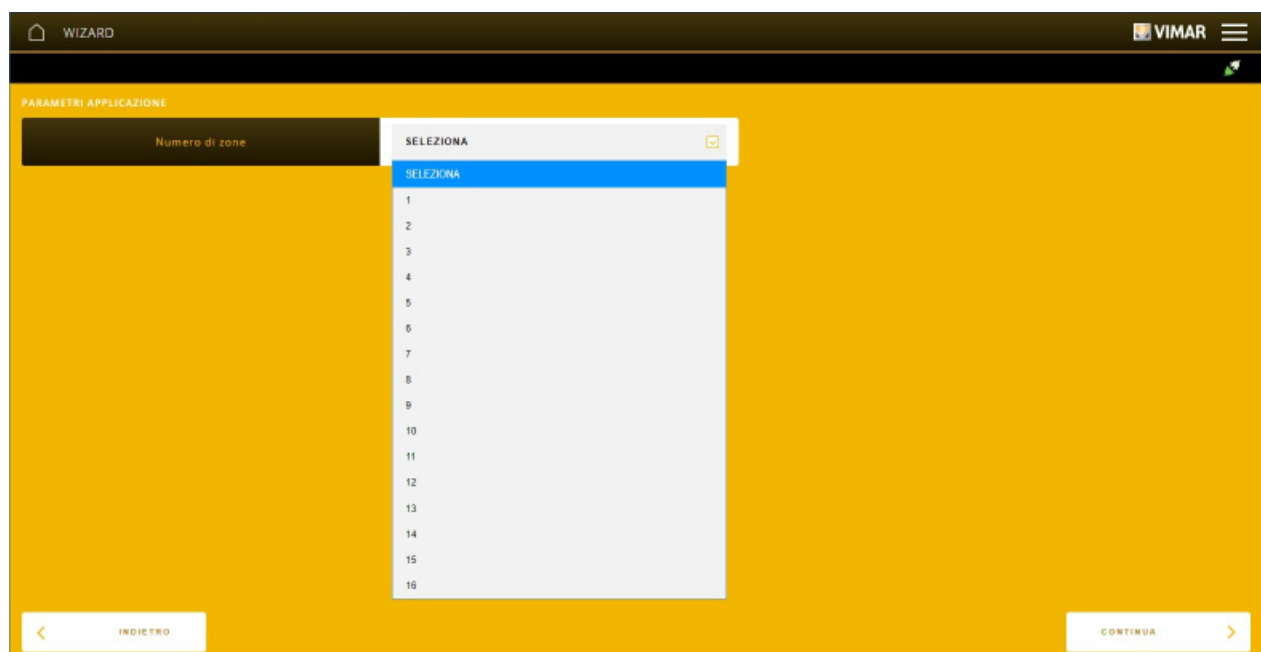 WIZARD
VIMAR
PARAMETRI APPLICAZIONE
Numero di zone
SELEZIONA
SELEZIONA
1
2
3
4
5
6
7
8
9
10
11
12
13
14
15
16
INDIETRO
CONTINUA